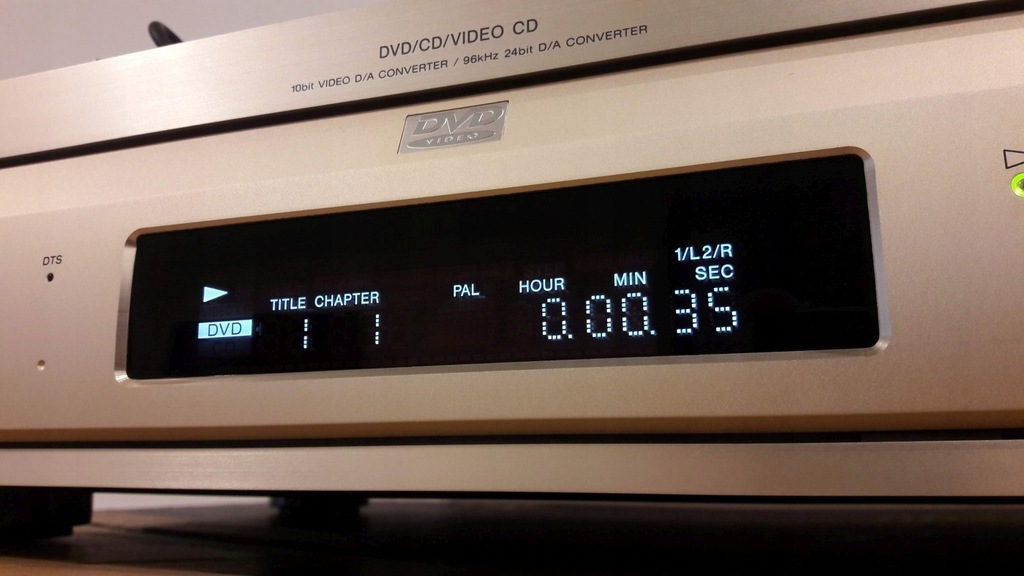 DVD/CD/VIDEO CD
10bit VIDEO D/A CONVERTER / 96kHz 24bit D/A CONVERTER
DVD
VIDEO
DTS
1/L 2/R
TITLE CHAPTER PAL HOUR MIN SEC
DVD 1 1 0.00.35